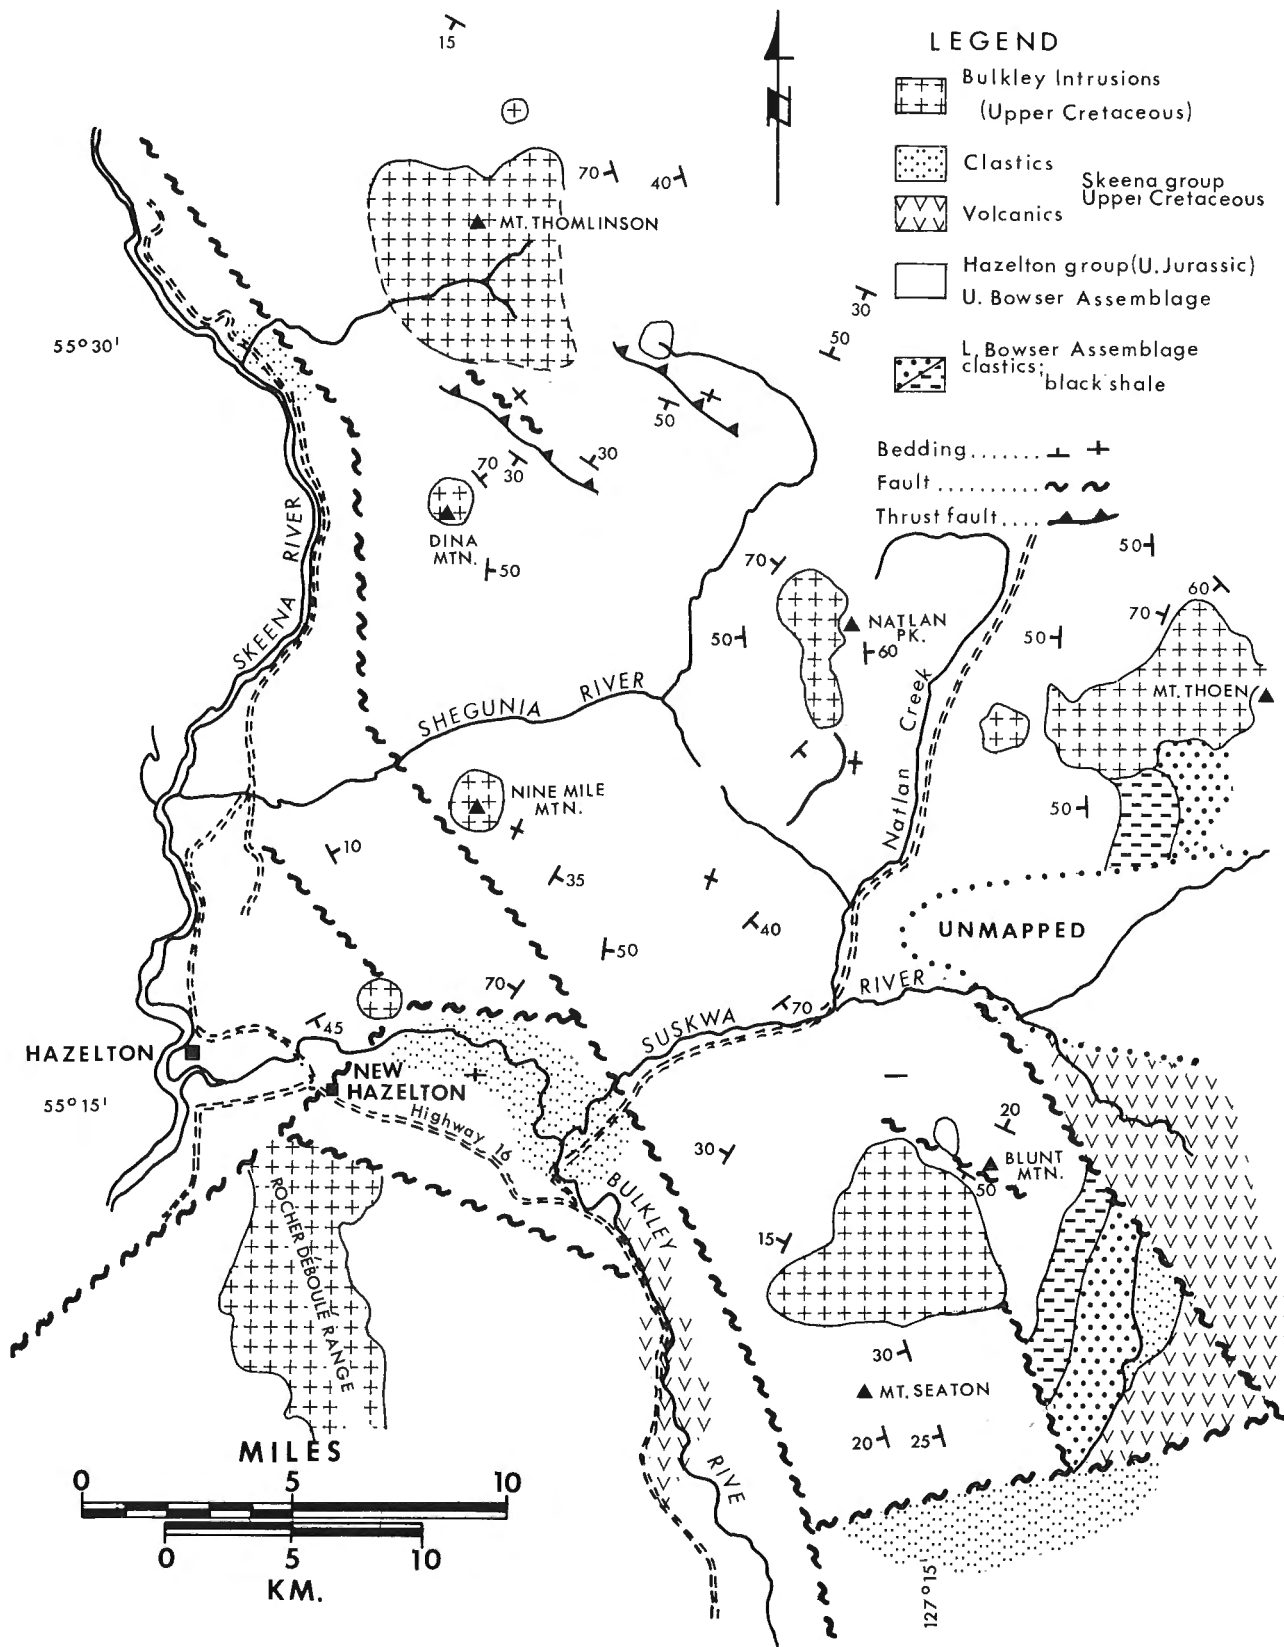 LEGEND
Bulkley Intrusions
(Upper Cretaceous)
Clastics
Skeena group
Upper Cretaceous
Volcanics
Hazelton group (U. Jurassic)
U. Bowser Assemblage
L. Bowser Assemblage
clastics;
black shale
Bedding.......
Fault ..........
Thrust fault....
15
70
40
MT. THOMLINSON
30
50
55° 30'
50
30
70
30
DINA
MTN.
50
SKEENA RIVER
50
70
60
70
50
NATLAN
PK.
60
50
MT. THOEN
SHEGUNIA RIVER
Natlan Creek
NINE MILE
MTN.
50
10
35
40
50
UNMAPPED
70
70
SUSKWA RIVER
45
HAZELTON
NEW
HAZELTON
55° 15'
Highway 16
20
BLUNT
MTN.
50
30
BULKLEY RIVE
15
ROCHER DÉBOULÉ RANGE
30
MT. SEATON
20 25
MILES
0 5 10
0 5 10
KM.
127° 15'